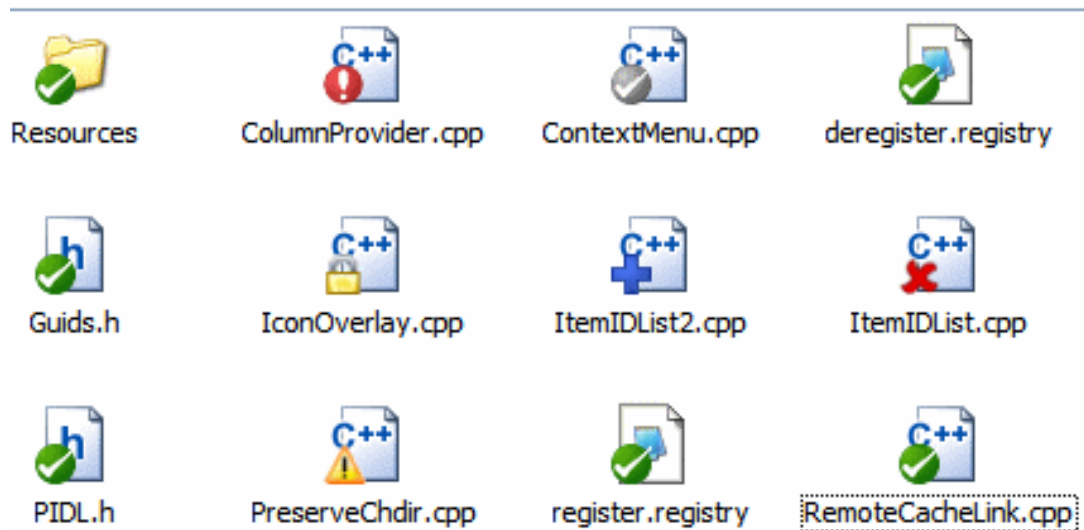 C++ C++
Resources ColumnProvider.cpp ContextMenu.cpp deregister.registry
h C++ C++ C++
Guids.h IconOverlay.cpp ItemIDList2.cpp ItemIDList.cpp
h C++ C++
PIDL.h PreserveChdir.cpp register.registry RemoteCacheLink.cpp